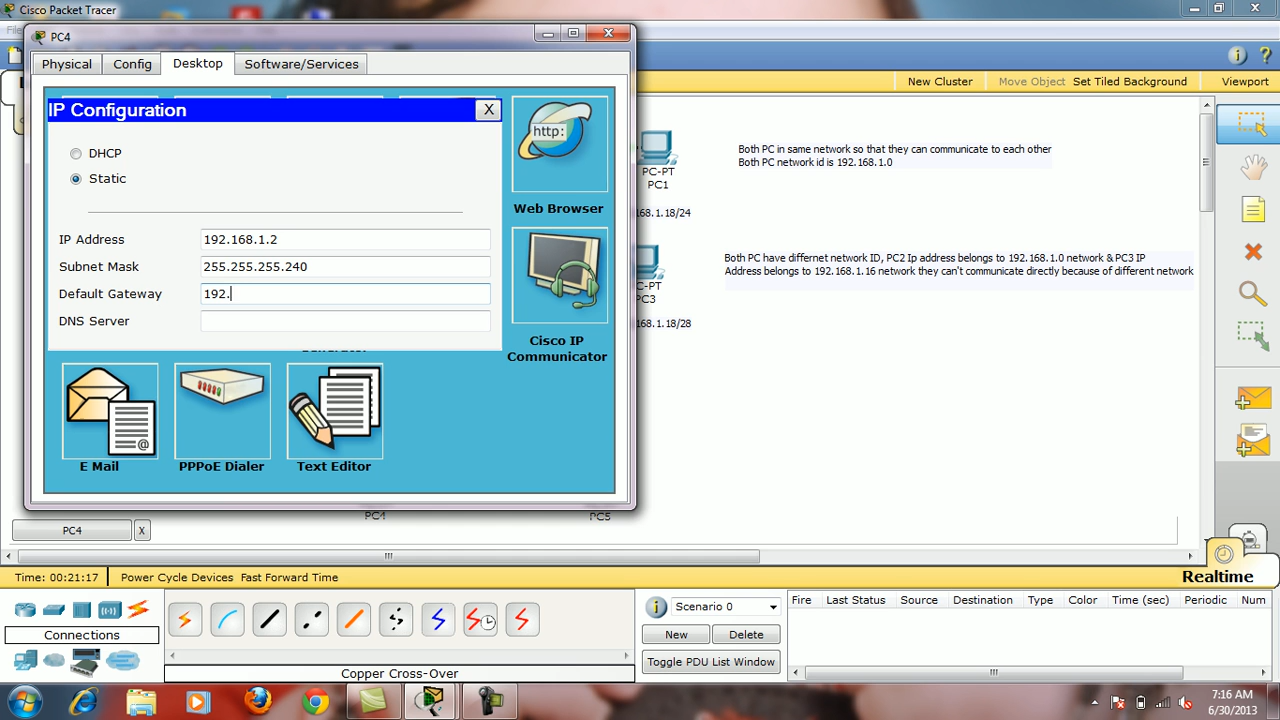 Cisco Packet Tracer
PC4
Physical
Config
Desktop
Software/Services
IP Configuration
X
DHCP
Static
IP Address
192.168.1.2
Subnet Mask
255.255.255.240
Default Gateway
192.
DNS Server
http:
Web Browser
Cisco IP
Communicator
E Mail
PPPoE Dialer
Text Editor
New Cluster
Move Object
Set Tiled Background
Viewport
PC-PT
PC1
Both PC in same network so that they can communicate to each other
Both PC network id is 192.168.1.0
68.1.18/24
C-PT
PC3
Both PC have differnet network ID, PC2 Ip address belongs to 192.168.1.0 network & PC3 IP
Address belongs to 192.168.1.16 network they can't communicate directly because of different network
68.1.18/28
PC4
PC5
PC4
X
Time: 00:21:17
Power Cycle Devices Fast Forward Time
Realtime
Connections
Copper Cross-Over
Scenario 0
New
Delete
Toggle PDU List Window
Fire Last Status Source Destination Type Color Time (sec) Periodic Num
7:16 AM
6/30/2013